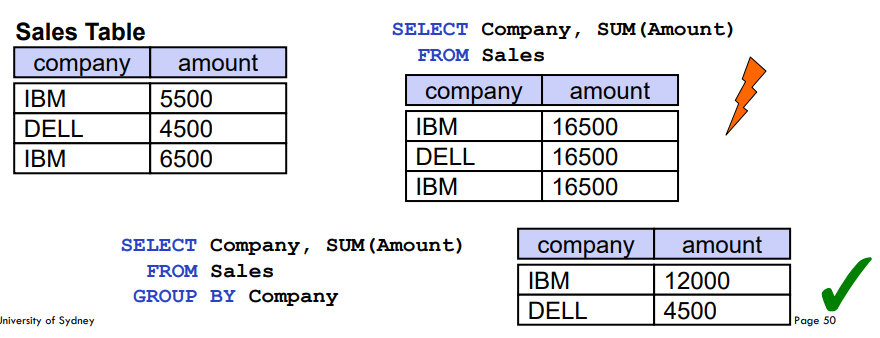 Sales Table
company amount
IBM 5500
DELL 4500
IBM 6500
SELECT Company, SUM(Amount)
FROM Sales
company amount
IBM 16500
DELL 16500
IBM 16500
SELECT Company, SUM(Amount)
FROM Sales
GROUP BY Company
company amount
IBM 12000
DELL 4500
University of Sydney
Page 50